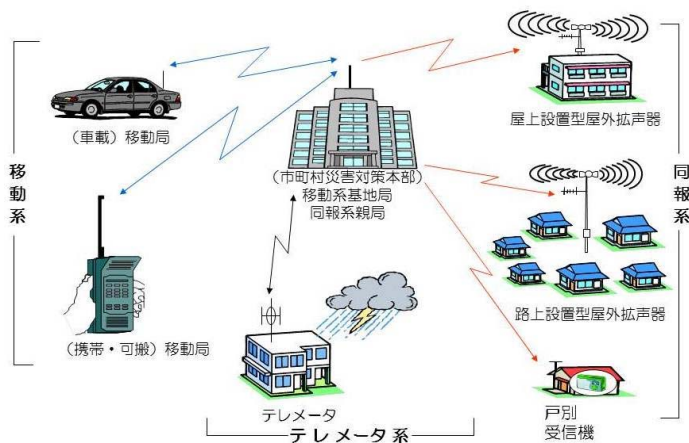 屋上設置型屋外拡声器
（車載）移動局
（市町村災害対策本部）
移動系基地局
同報系親局
移動系
同報系
路上設置型屋外拡声器
（携帯・可搬）移動局
テレメータ
戸別
受信機
テレメータ系